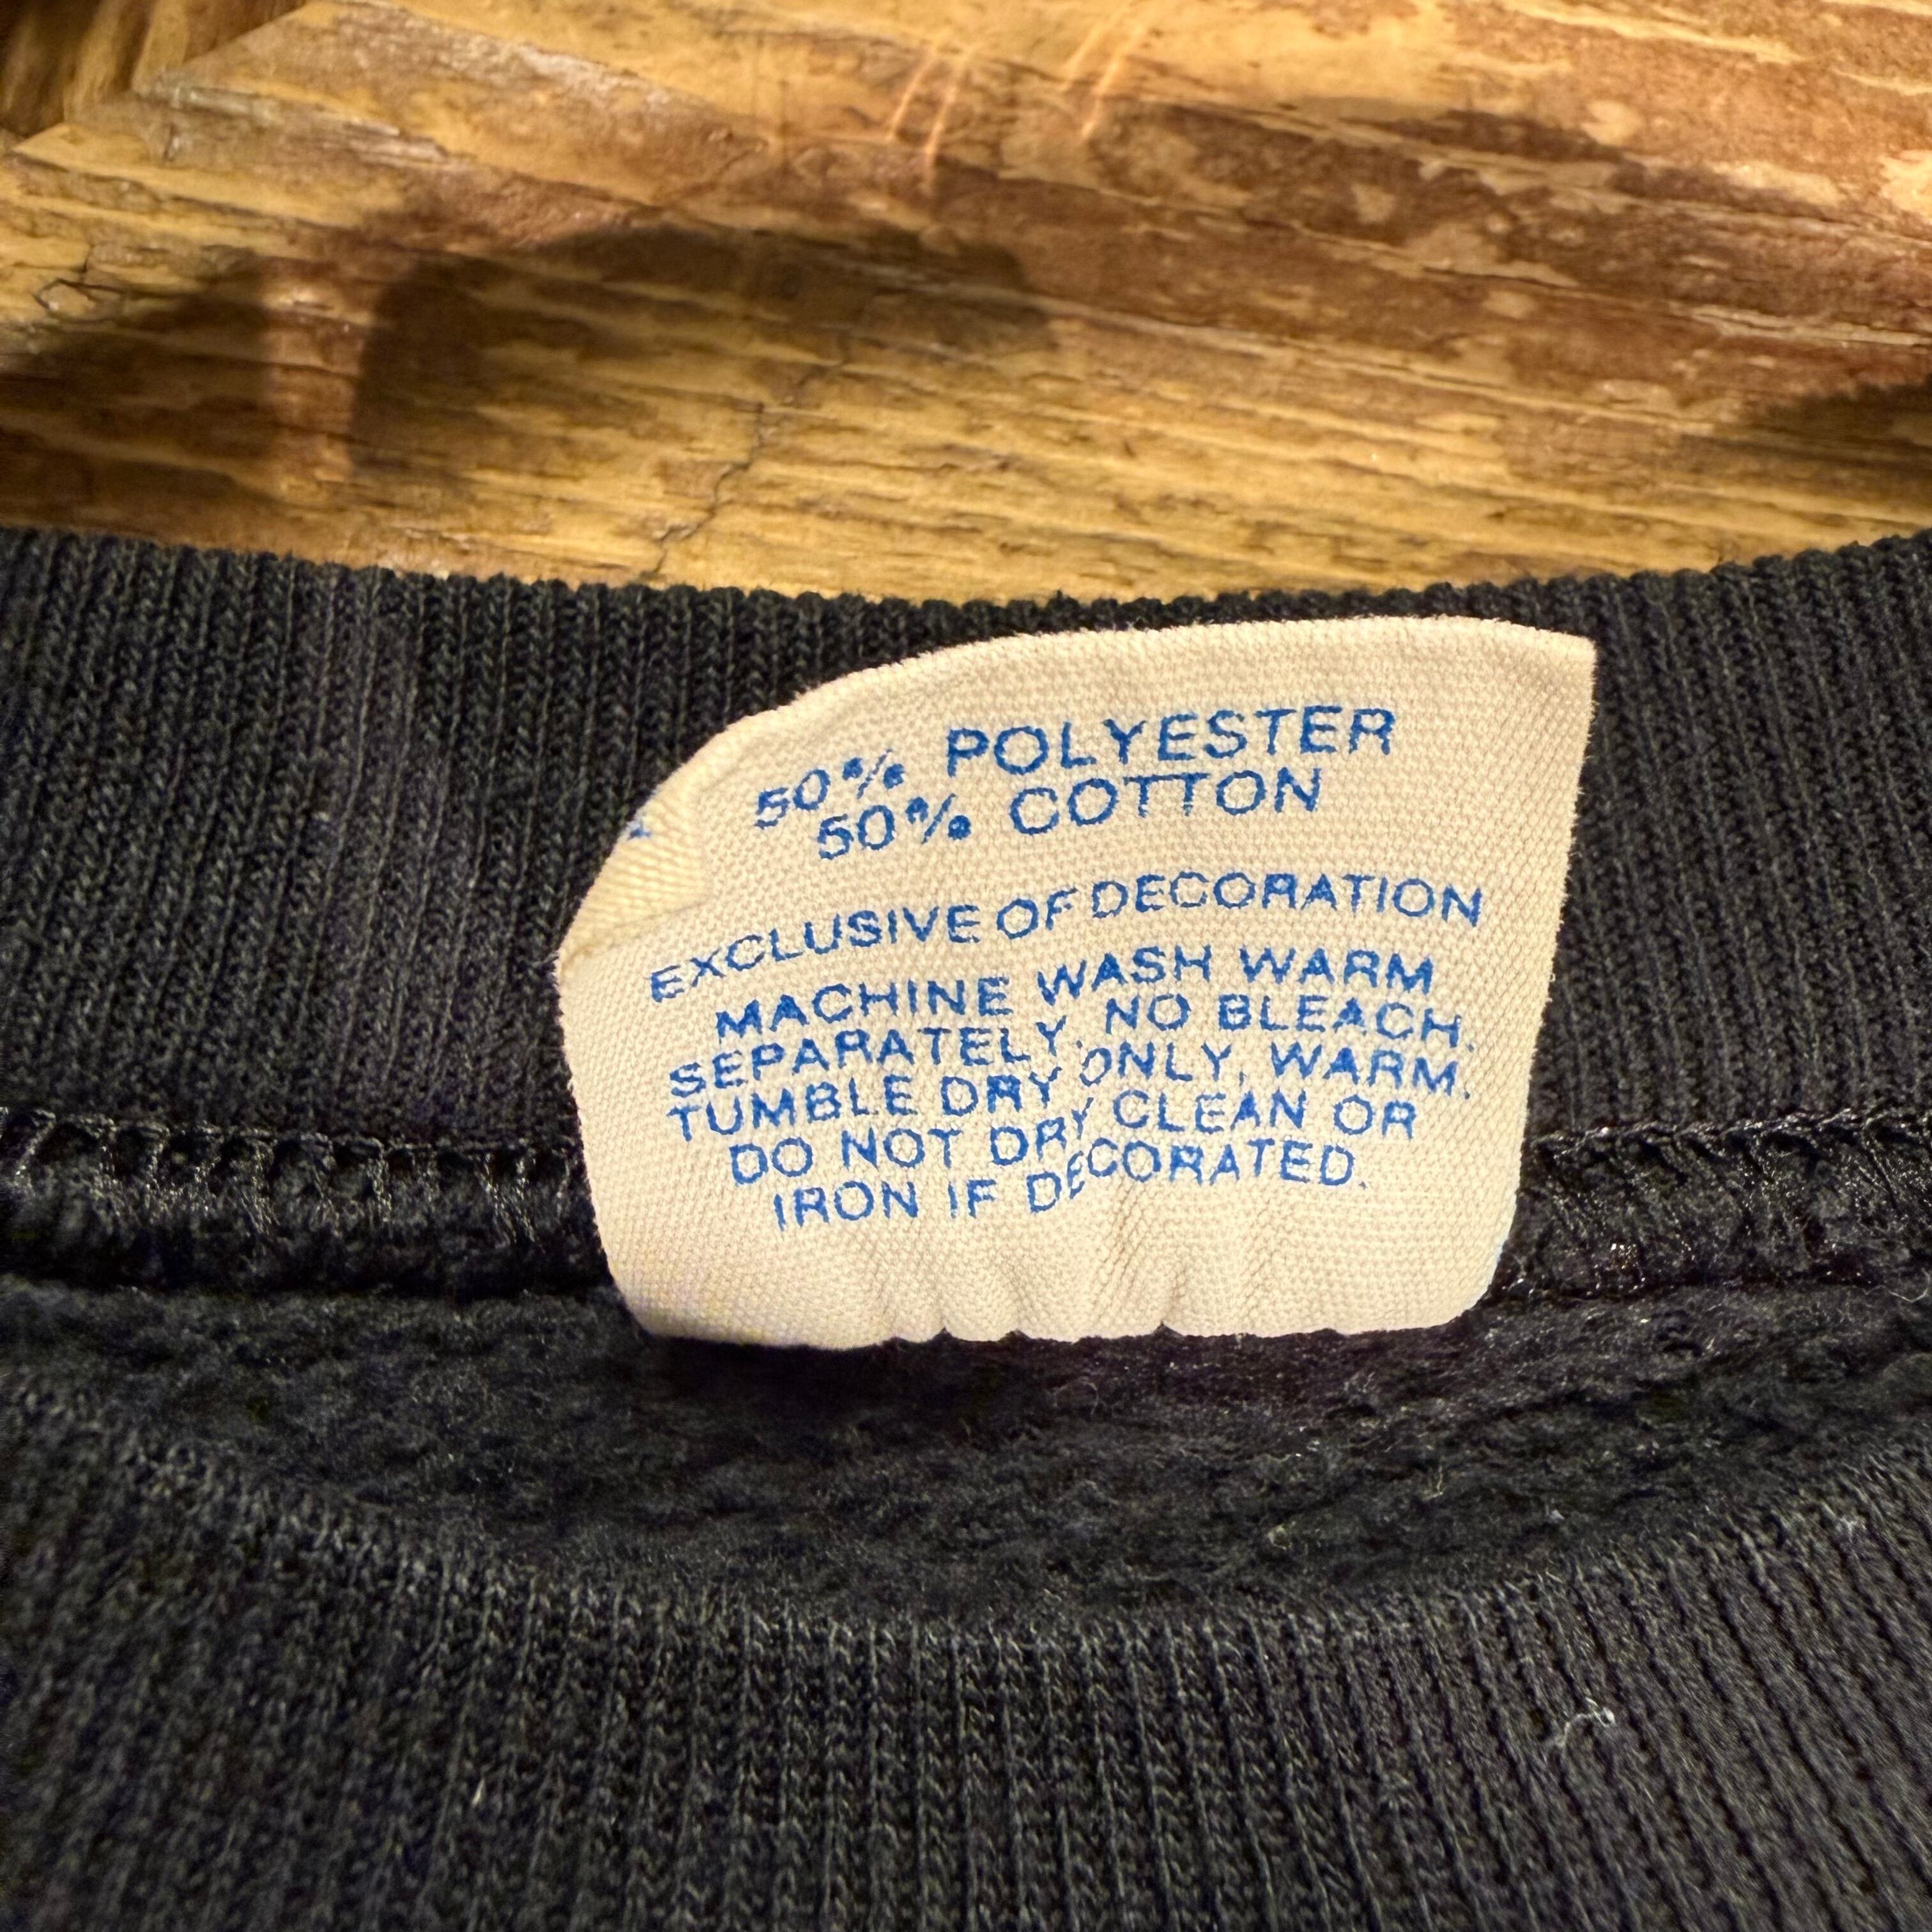 50% POLYESTER
50% COTTON
EXCLUSIVE OF DECORATION
MACHINE WASH WARM
SEPARATELY, NO BLEACH.
TUMBLE DRY ONLY, WARM.
DO NOT DRY CLEAN OR
IRON IF DECORATED.